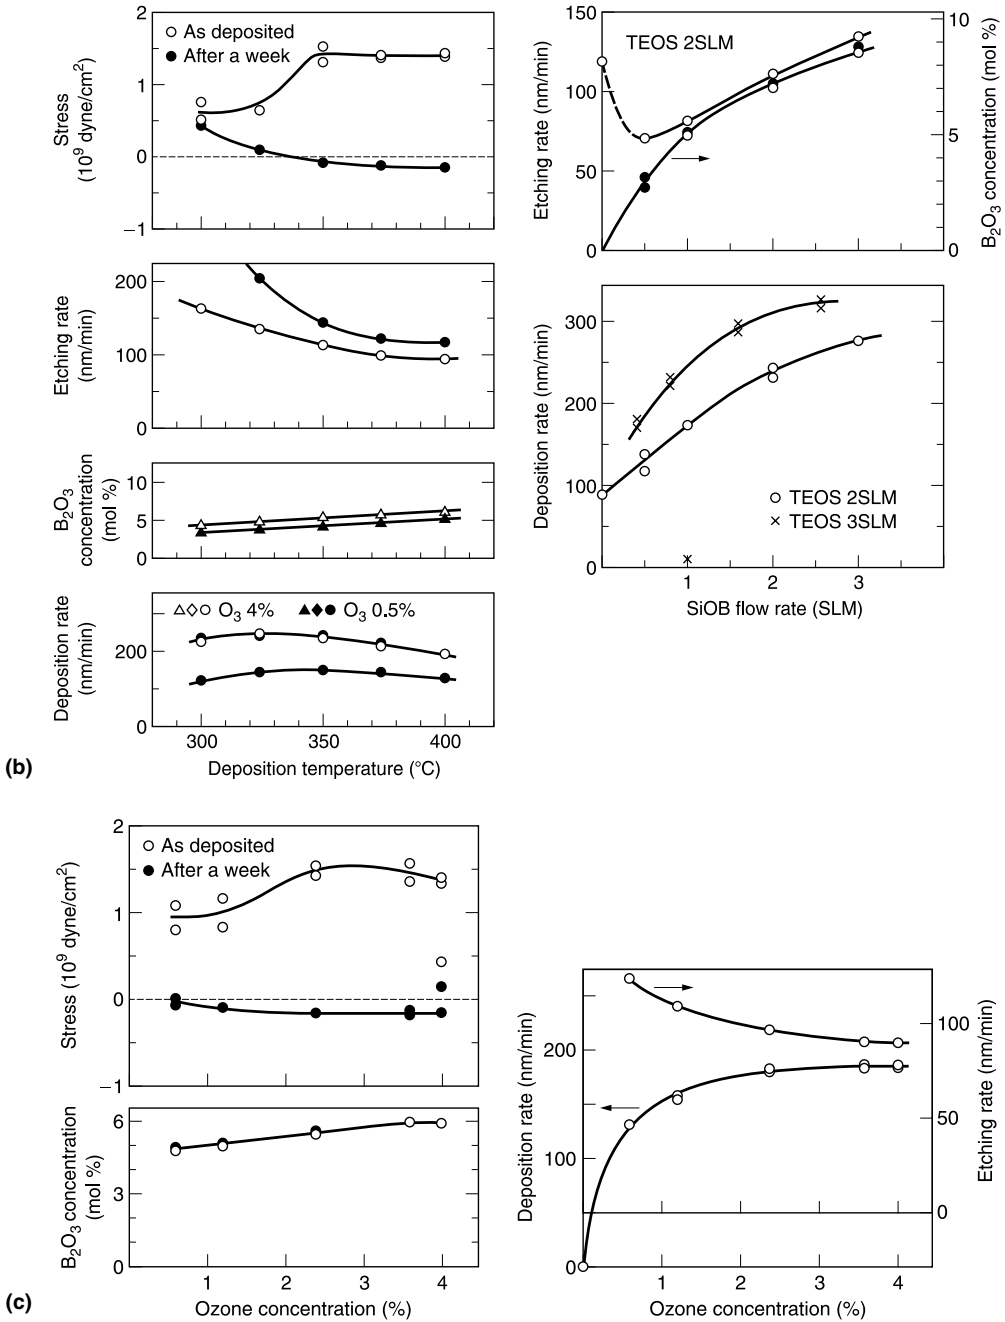 2
1
0
−1
Stress
(10⁹ dyne/cm²)
As deposited
After a week
200
100
0
Etching rate
(nm/min)
10
5
0
B₂O₃
concentration
(mol %)
O₃ 4%
O₃ 0.5%
200
0
Deposition rate
(nm/min)
300
350
400
Deposition temperature (°C)
(b)
150
100
50
0
Etching rate (nm/min)
TEOS 2SLM
10
5
0
B₂O₃ concentration (mol %)
300
200
100
0
Deposition rate (nm/min)
TEOS 2SLM
TEOS 3SLM
1
2
3
SiOB flow rate (SLM)
2
1
0
−1
Stress (10⁹ dyne/cm²)
As deposited
After a week
6
3
0
B₂O₃ concentration
(mol %)
1
2
3
4
Ozone concentration (%)
(c)
200
100
0
Deposition rate (nm/min)
100
50
0
Etching rate (nm/min)
1
2
3
4
Ozone concentration (%)